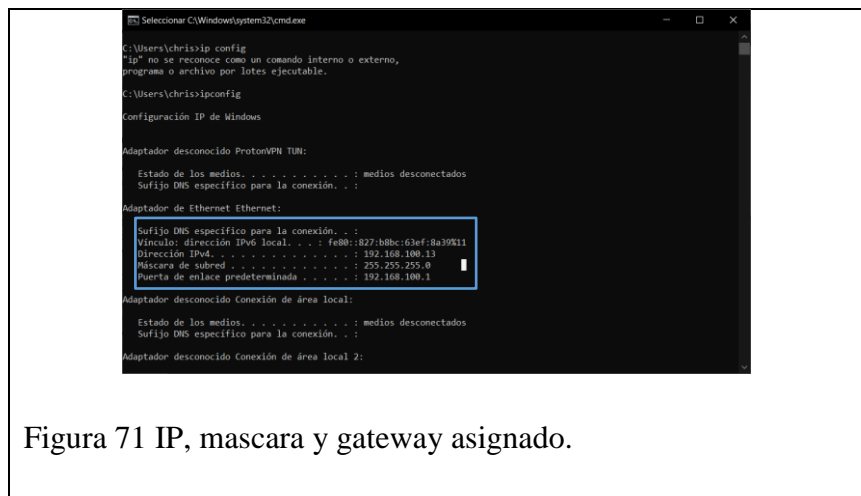 Seleccionar C:\Windows\system32\cmd.exe
C:\Users\chris>ip config
"ip" no se reconoce como un comando interno o externo,
programa o archivo por lotes ejecutable.
C:\Users\chris>ipconfig
Configuración IP de Windows
Adaptador desconocido ProtonVPN TUN:
Estado de los medios. . . . . . . . . . . : medios desconectados
Sufijo DNS específico para la conexión. . :
Adaptador de Ethernet Ethernet:
Sufijo DNS específico para la conexión. . :
Vínculo: dirección IPv6 local. . . : fe80::827:b8bc:63ef:8a39%11
Dirección IPv4. . . . . . . . . . . . . . : 192.168.100.13
Máscara de subred . . . . . . . . . . . . : 255.255.255.0
Puerta de enlace predeterminada . . . . . : 192.168.100.1
Adaptador desconocido Conexión de área local:
Estado de los medios. . . . . . . . . . . : medios desconectados
Sufijo DNS específico para la conexión. . :
Adaptador desconocido Conexión de área local 2:
Figura 71 IP, mascara y gateway asignado.